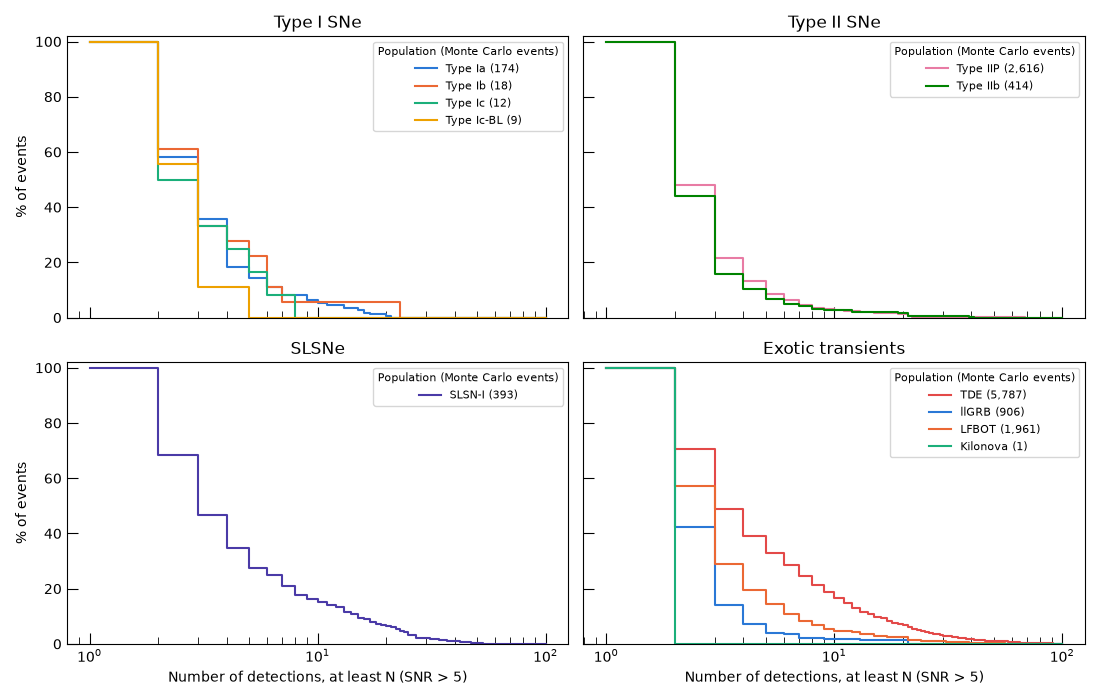 Type I SNe
Type II SNe
100
80
60
40
20
0
% of events
Population (Monte Carlo events)
Type Ia (174)
Type Ib (18)
Type Ic (12)
Type Ic-BL (9)
Population (Monte Carlo events)
Type IIP (2,616)
Type IIb (414)
SLSNe
Exotic transients
100
80
60
40
20
0
% of events
Population (Monte Carlo events)
SLSN-I (393)
Population (Monte Carlo events)
TDE (5,787)
llGRB (906)
LFBOT (1,961)
Kilonova (1)
10⁰ 10¹ 10²
10⁰ 10¹ 10²
Number of detections, at least N (SNR > 5)
Number of detections, at least N (SNR > 5)